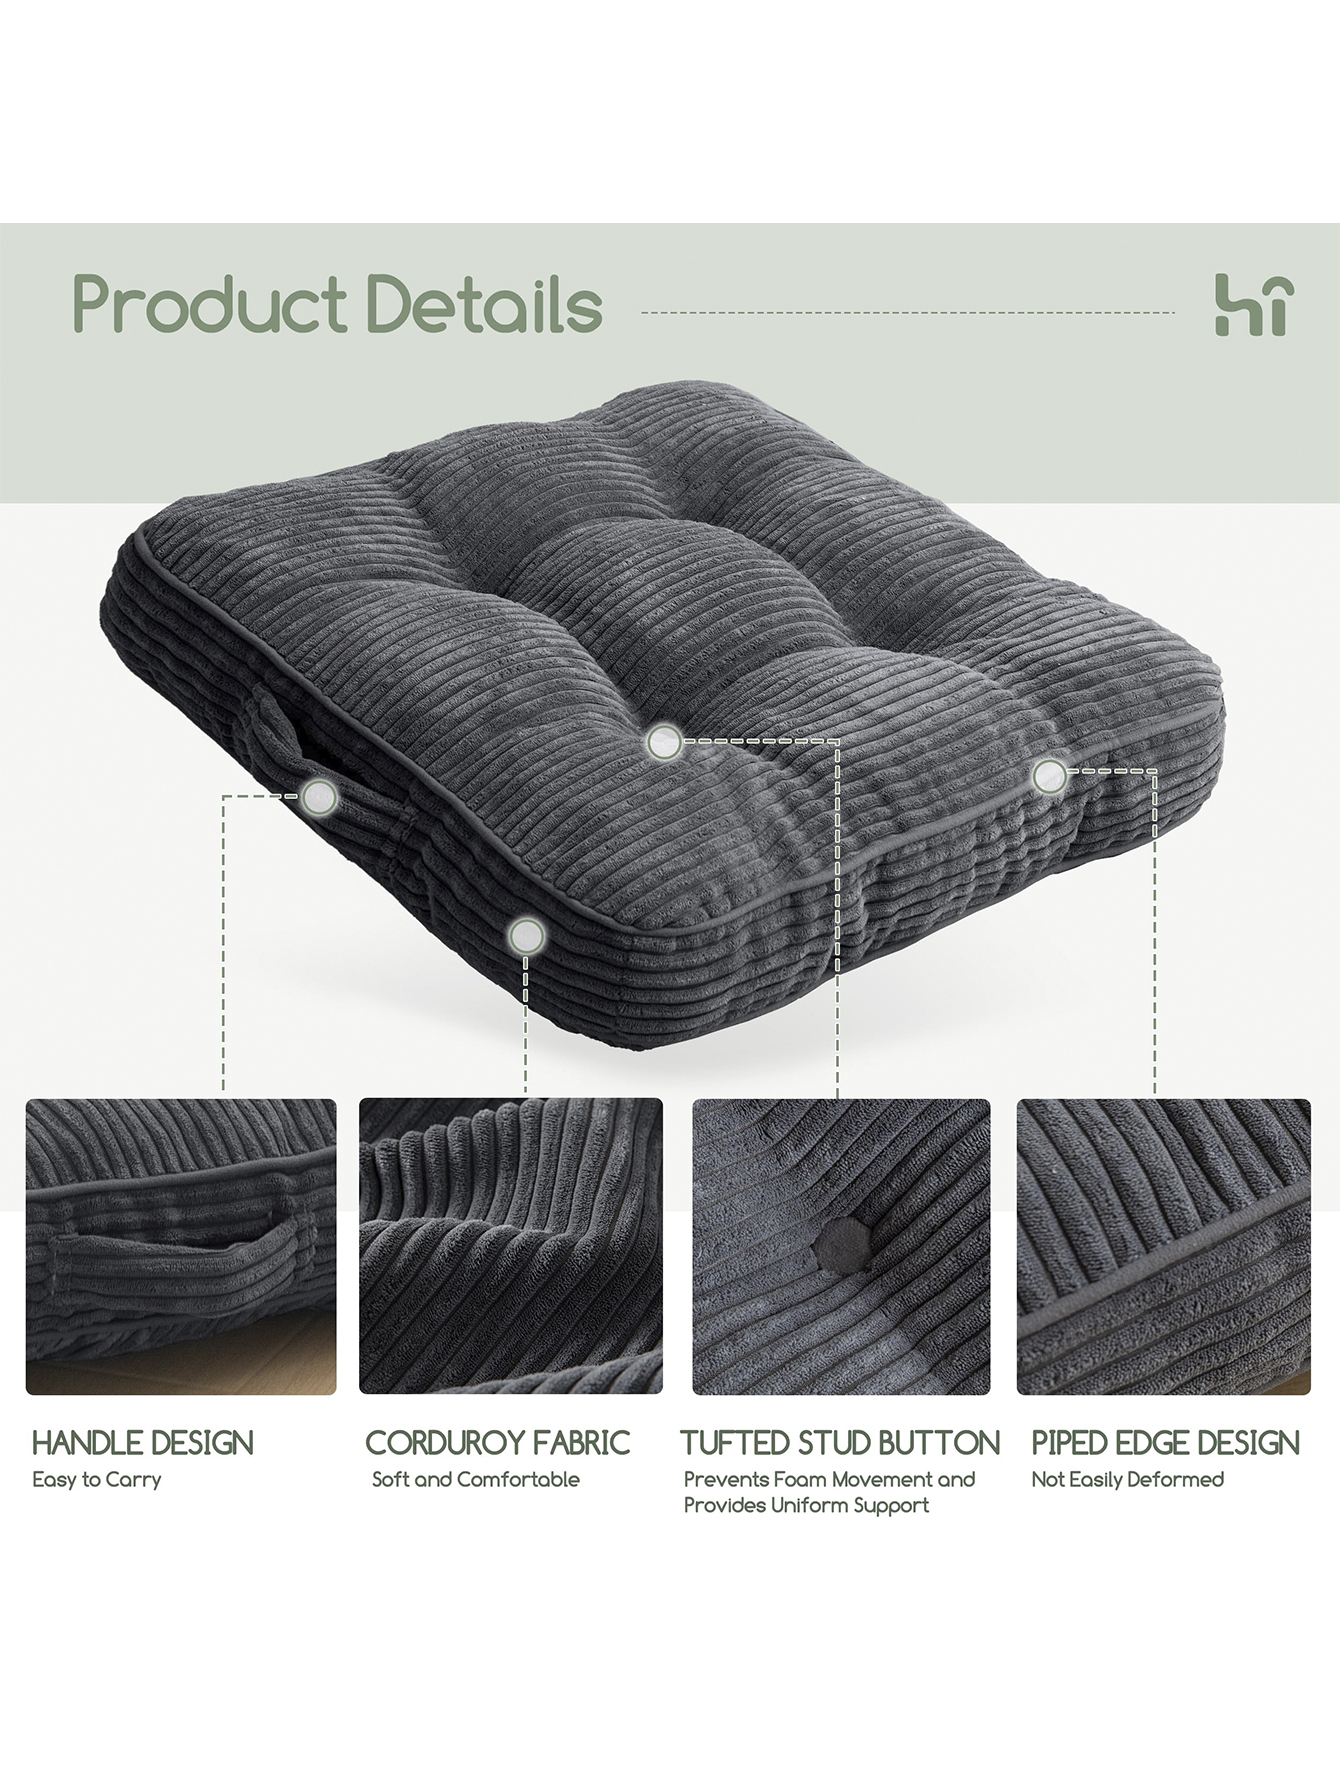 Product Details
hi
HANDLE DESIGN
Easy to Carry
CORDUROY FABRIC
Soft and Comfortable
TUFTED STUD BUTTON
Prevents Foam Movement and
Provides Uniform Support
PIPED EDGE DESIGN
Not Easily Deformed